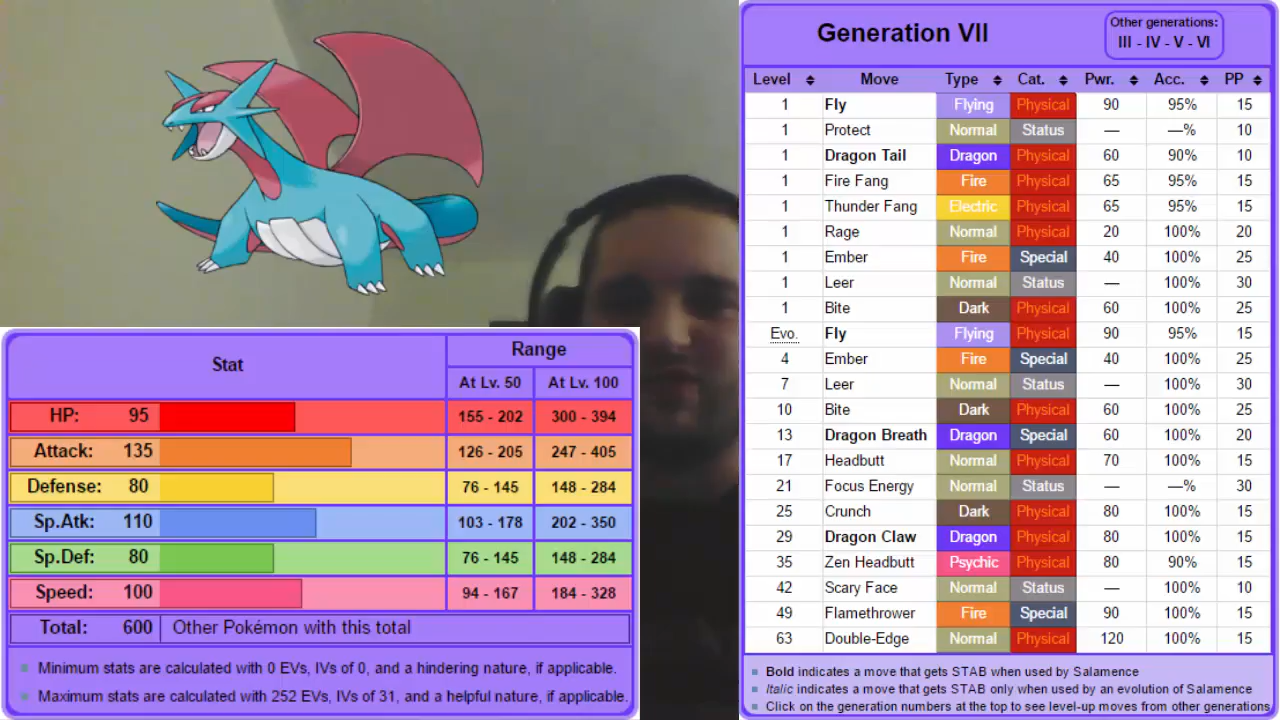 Generation VII
Other generations:
III - IV - V - VI
Level Move Type Cat. Pwr. Acc. PP
1 Fly Flying Physical 90 95% 15
1 Protect Normal Status — —% 10
1 Dragon Tail Dragon Physical 60 90% 10
1 Fire Fang Fire Physical 65 95% 15
1 Thunder Fang Electric Physical 65 95% 15
1 Rage Normal Physical 20 100% 20
1 Ember Fire Special 40 100% 25
1 Leer Normal Status — 100% 30
1 Bite Dark Physical 60 100% 25
Evo. Fly Flying Physical 90 95% 15
4 Ember Fire Special 40 100% 25
7 Leer Normal Status — 100% 30
10 Bite Dark Physical 60 100% 25
13 Dragon Breath Dragon Special 60 100% 20
17 Headbutt Normal Physical 70 100% 15
21 Focus Energy Normal Status — —% 30
25 Crunch Dark Physical 80 100% 15
29 Dragon Claw Dragon Physical 80 100% 15
35 Zen Headbutt Psychic Physical 80 90% 15
42 Scary Face Normal Status — 100% 10
49 Flamethrower Fire Special 90 100% 15
63 Double-Edge Normal Physical 120 100% 15
Bold indicates a move that gets STAB when used by Salamence
Italic indicates a move that gets STAB only when used by an evolution of Salamence
Click on the generation numbers at the top to see level-up moves from other generations
Stat Range
At Lv. 50 At Lv. 100
HP: 95 155 - 202 300 - 394
Attack: 135 126 - 205 247 - 405
Defense: 80 76 - 145 148 - 284
Sp.Atk: 110 103 - 178 202 - 350
Sp.Def: 80 76 - 145 148 - 284
Speed: 100 94 - 167 184 - 328
Total: 600 Other Pokémon with this total
Minimum stats are calculated with 0 EVs, IVs of 0, and a hindering nature, if applicable.
Maximum stats are calculated with 252 EVs, IVs of 31, and a helpful nature, if applicable.